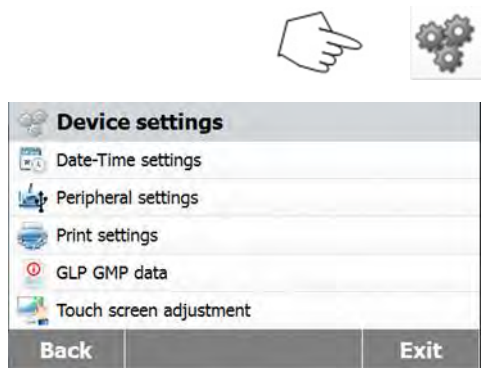 Device settings
Date-Time settings
Peripheral settings
Print settings
GLP GMP data
Touch screen adjustment
Back
Exit